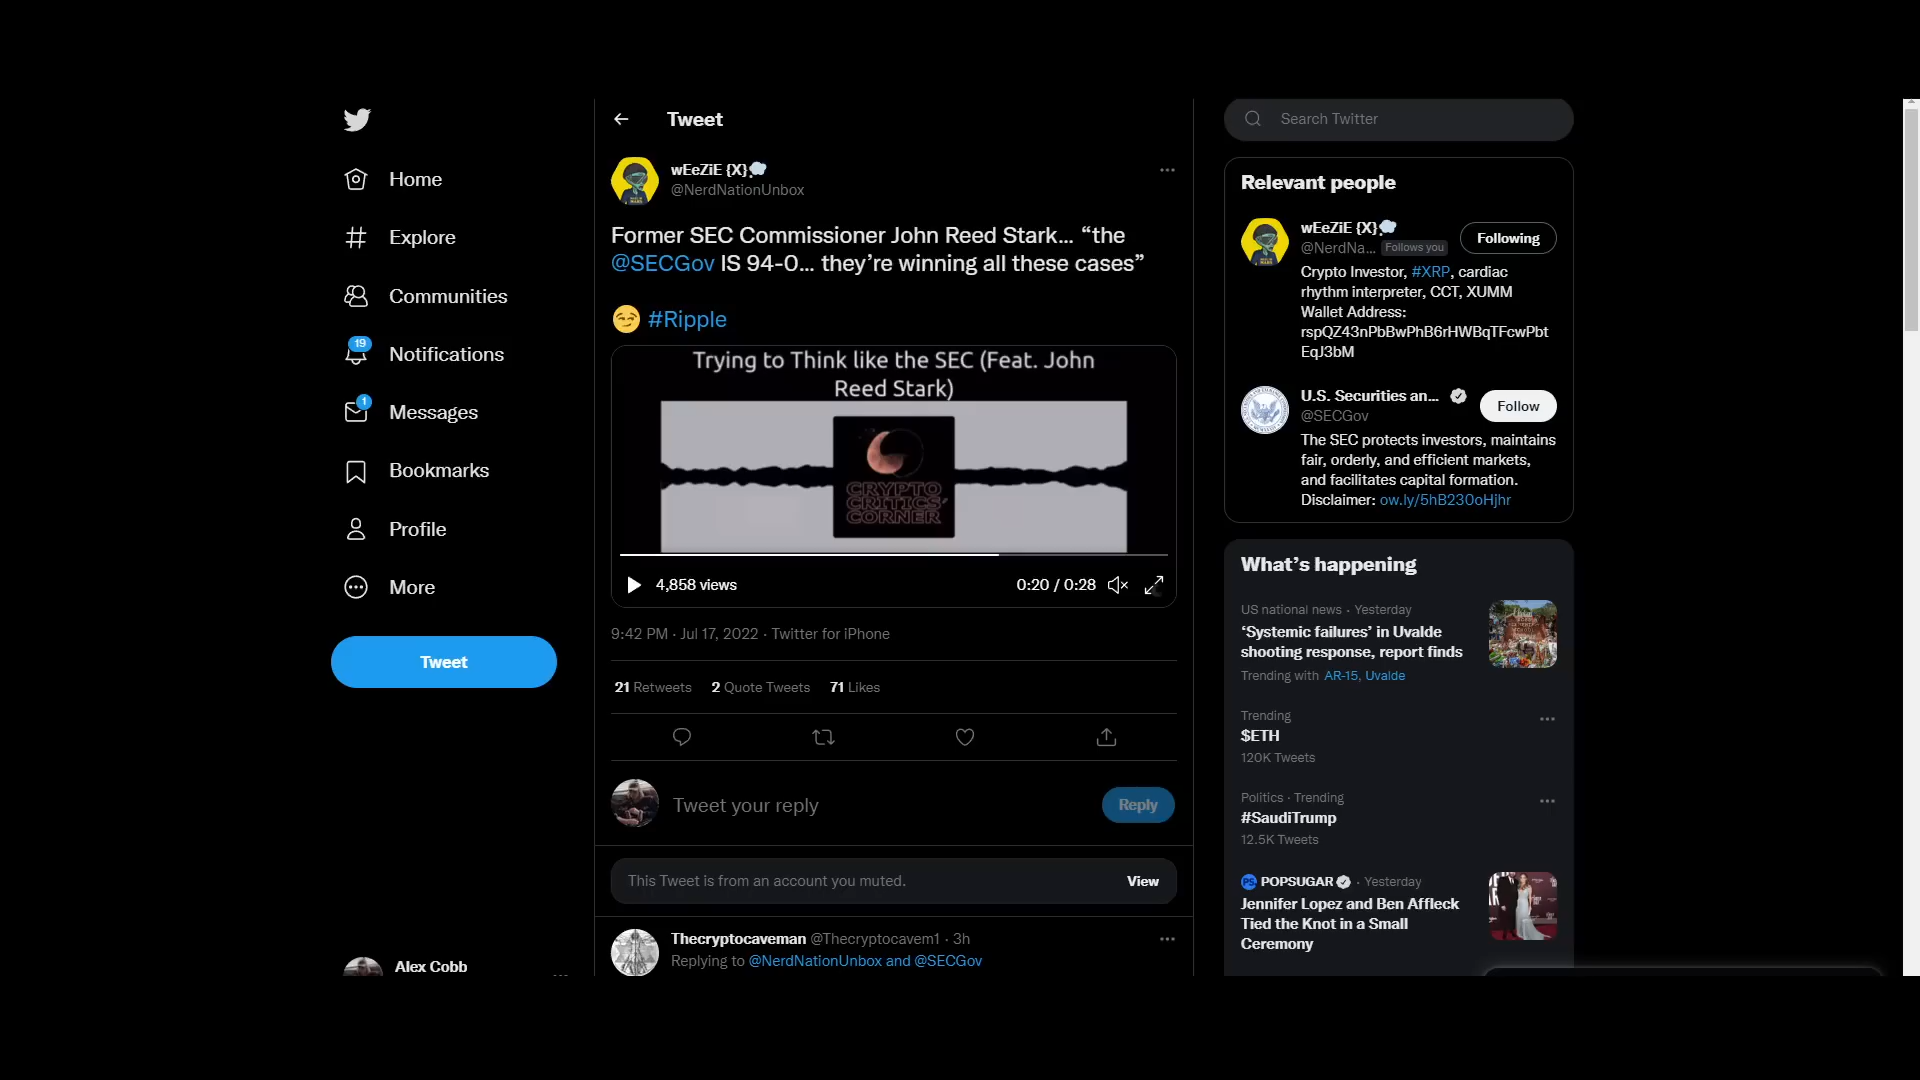 Home
Explore
Communities
19
Notifications
1
Messages
Bookmarks
Profile
More
Tweet
Alex Cobb
Tweet
wEeZiE {X}
@NerdNationUnbox
Former SEC Commissioner John Reed Stark... “the
@SECGov IS 94-0... they’re winning all these cases”
#Ripple
Trying to Think like the SEC (Feat. John
Reed Stark)
CRYPTO
CRITICS'
CORNER
4,858 views
0:20 / 0:28
9:42 PM · Jul 17, 2022 · Twitter for iPhone
21 Retweets 2 Quote Tweets 71 Likes
Tweet your reply
Reply
This Tweet is from an account you muted.
View
Thecryptocaveman @Thecryptocavem1 · 3h
Replying to @NerdNationUnbox and @SECGov
Search Twitter
Relevant people
wEeZiE {X}
@NerdNa... Follows you
Following
Crypto Investor, #XRP, cardiac
rhythm interpreter, CCT, XUMM
Wallet Address:
rspQZ43nPbBwPhB6rHWBqTFcwPbt
EqJ3bM
U.S. Securities an...
@SECGov
Follow
The SEC protects investors, maintains
fair, orderly, and efficient markets,
and facilitates capital formation.
Disclaimer: ow.ly/5hB230oHjhr
What’s happening
US national news · Yesterday
‘Systemic failures’ in Uvalde
shooting response, report finds
Trending with AR-15, Uvalde
Trending
$ETH
120K Tweets
Politics · Trending
#SaudiTrump
12.5K Tweets
PS POPSUGAR · Yesterday
Jennifer Lopez and Ben Affleck
Tied the Knot in a Small
Ceremony